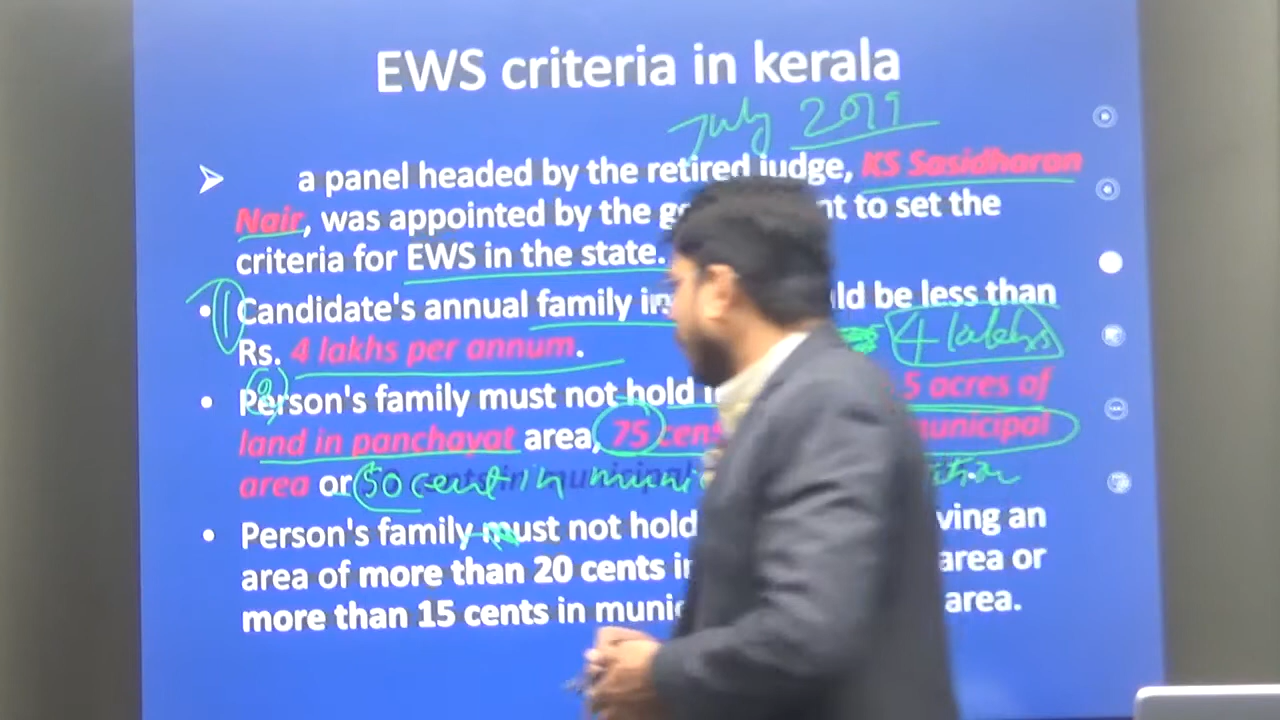 EWS criteria in kerala
July 2019
a panel headed by the retired judge, KS Sasidharan
Nair, was appointed by the nt to set the
criteria for EWS in the state.
① Candidate's annual family ld be less than
Rs. 4 lakhs per annum. 4 lakhs
② Person's family must not hold 5 acres of
land in panchayat area, 75 cen municipal
area or 50 cents in municipal
50 cent in muni
Person's family must not hold ving an
area of more than 20 cents in area or
more than 15 cents in munic area.